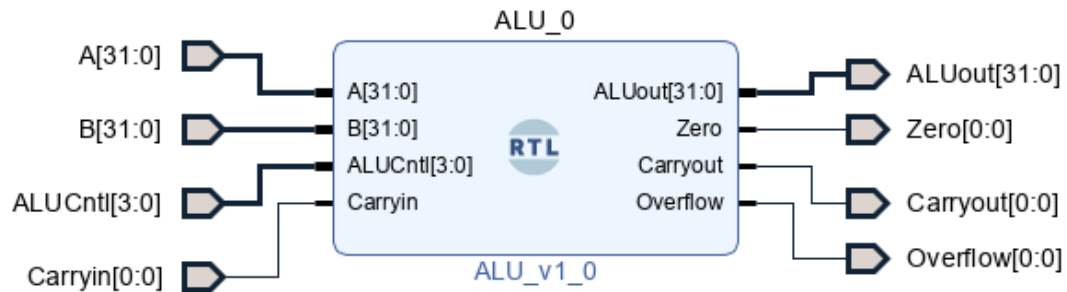 ALU_0
A[31:0]
B[31:0]
ALUCntl[3:0]
Carryin[0:0]
A[31:0]
B[31:0]
ALUCntl[3:0]
Carryin
RTL
ALUout[31:0]
Zero
Carryout
Overflow
ALUout[31:0]
Zero[0:0]
Carryout[0:0]
Overflow[0:0]
ALU_v1_0